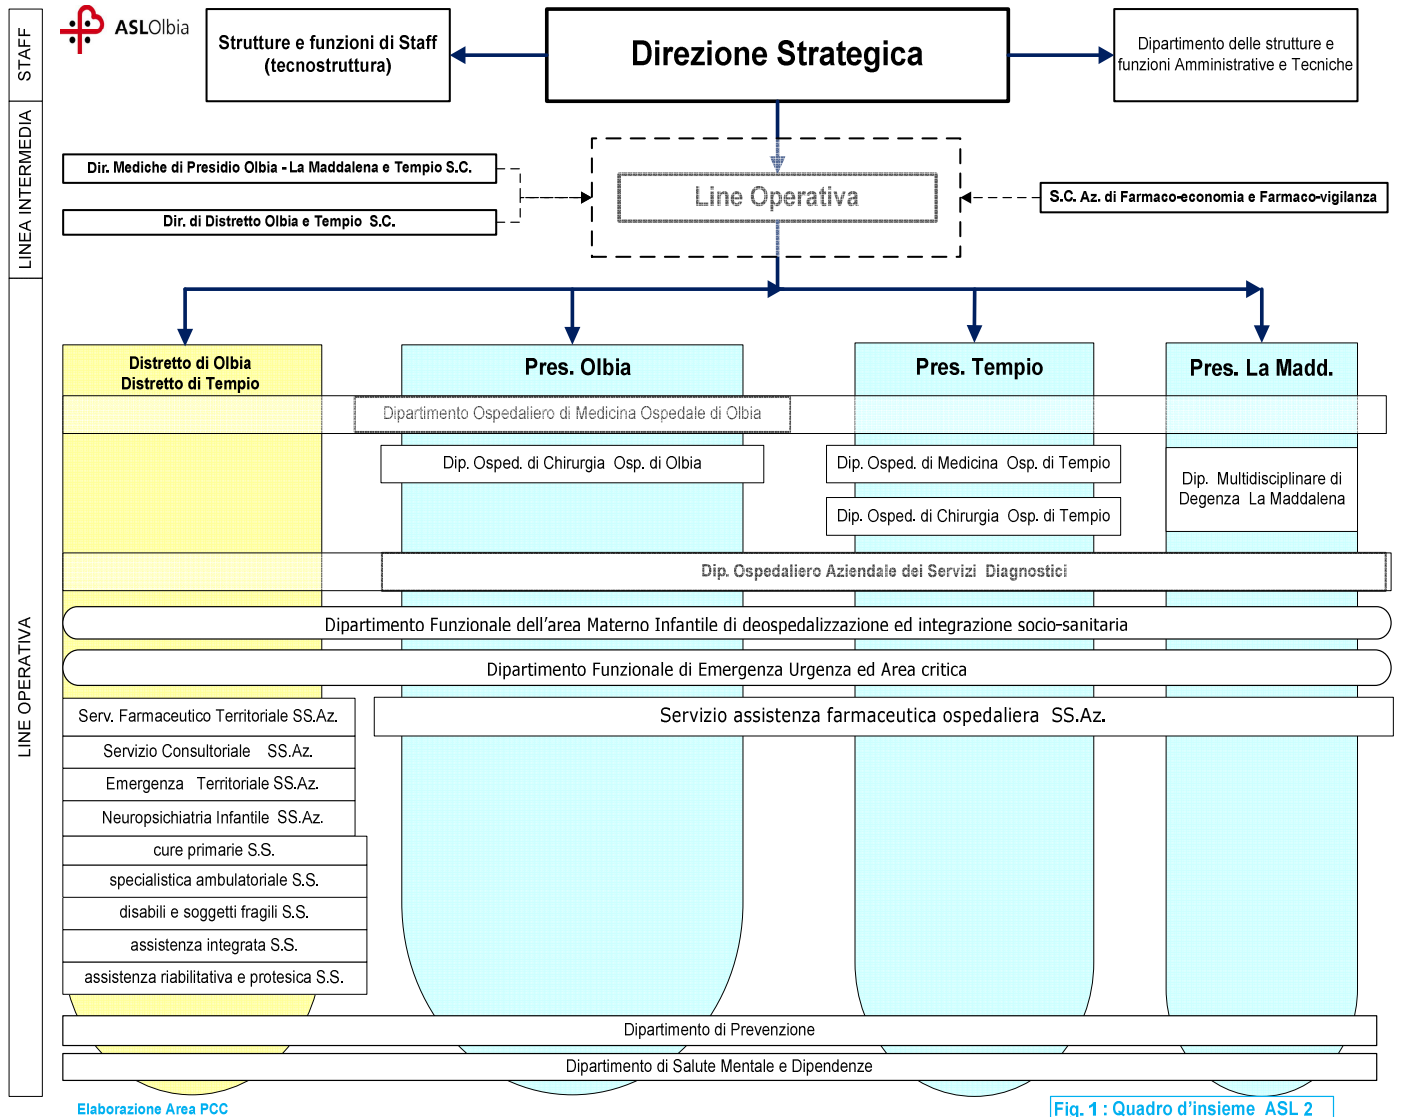 ASLOlbia
STAFF
Strutture e funzioni di Staff
(tecnostruttura)
Direzione Strategica
Dipartimento delle strutture e
funzioni Amministrative e Tecniche
LINEA INTERMEDIA
Dir. Mediche di Presidio Olbia - La Maddalena e Tempio S.C.
Dir. di Distretto Olbia e Tempio S.C.
Line Operativa
S.C. Az. di Farmaco-economia e Farmaco-vigilanza
LINE OPERATIVA
Distretto di Olbia
Distretto di Tempio
Pres. Olbia
Pres. Tempio
Pres. La Madd.
Dipartimento Ospedaliero di Medicina Ospedale di Olbia
Dip. Osped. di Chirurgia Osp. di Olbia
Dip. Osped. di Medicina Osp. di Tempio
Dip. Osped. di Chirurgia Osp. di Tempio
Dip. Multidisciplinare di
Degenza La Maddalena
Dip. Ospedaliero Aziendale dei Servizi Diagnostici
Dipartimento Funzionale dell'area Materno Infantile di deospedalizzazione ed integrazione socio-sanitaria
Dipartimento Funzionale di Emergenza Urgenza ed Area critica
Serv. Farmaceutico Territoriale SS.Az.
Servizio assistenza farmaceutica ospedaliera SS.Az.
Servizio Consultoriale SS.Az.
Emergenza Territoriale SS.Az.
Neuropsichiatria Infantile SS.Az.
cure primarie S.S.
specialistica ambulatoriale S.S.
disabili e soggetti fragili S.S.
assistenza integrata S.S.
assistenza riabilitativa e protesica S.S.
Dipartimento di Prevenzione
Dipartimento di Salute Mentale e Dipendenze
Elaborazione Area PCC
Fig. 1 : Quadro d'insieme ASL 2